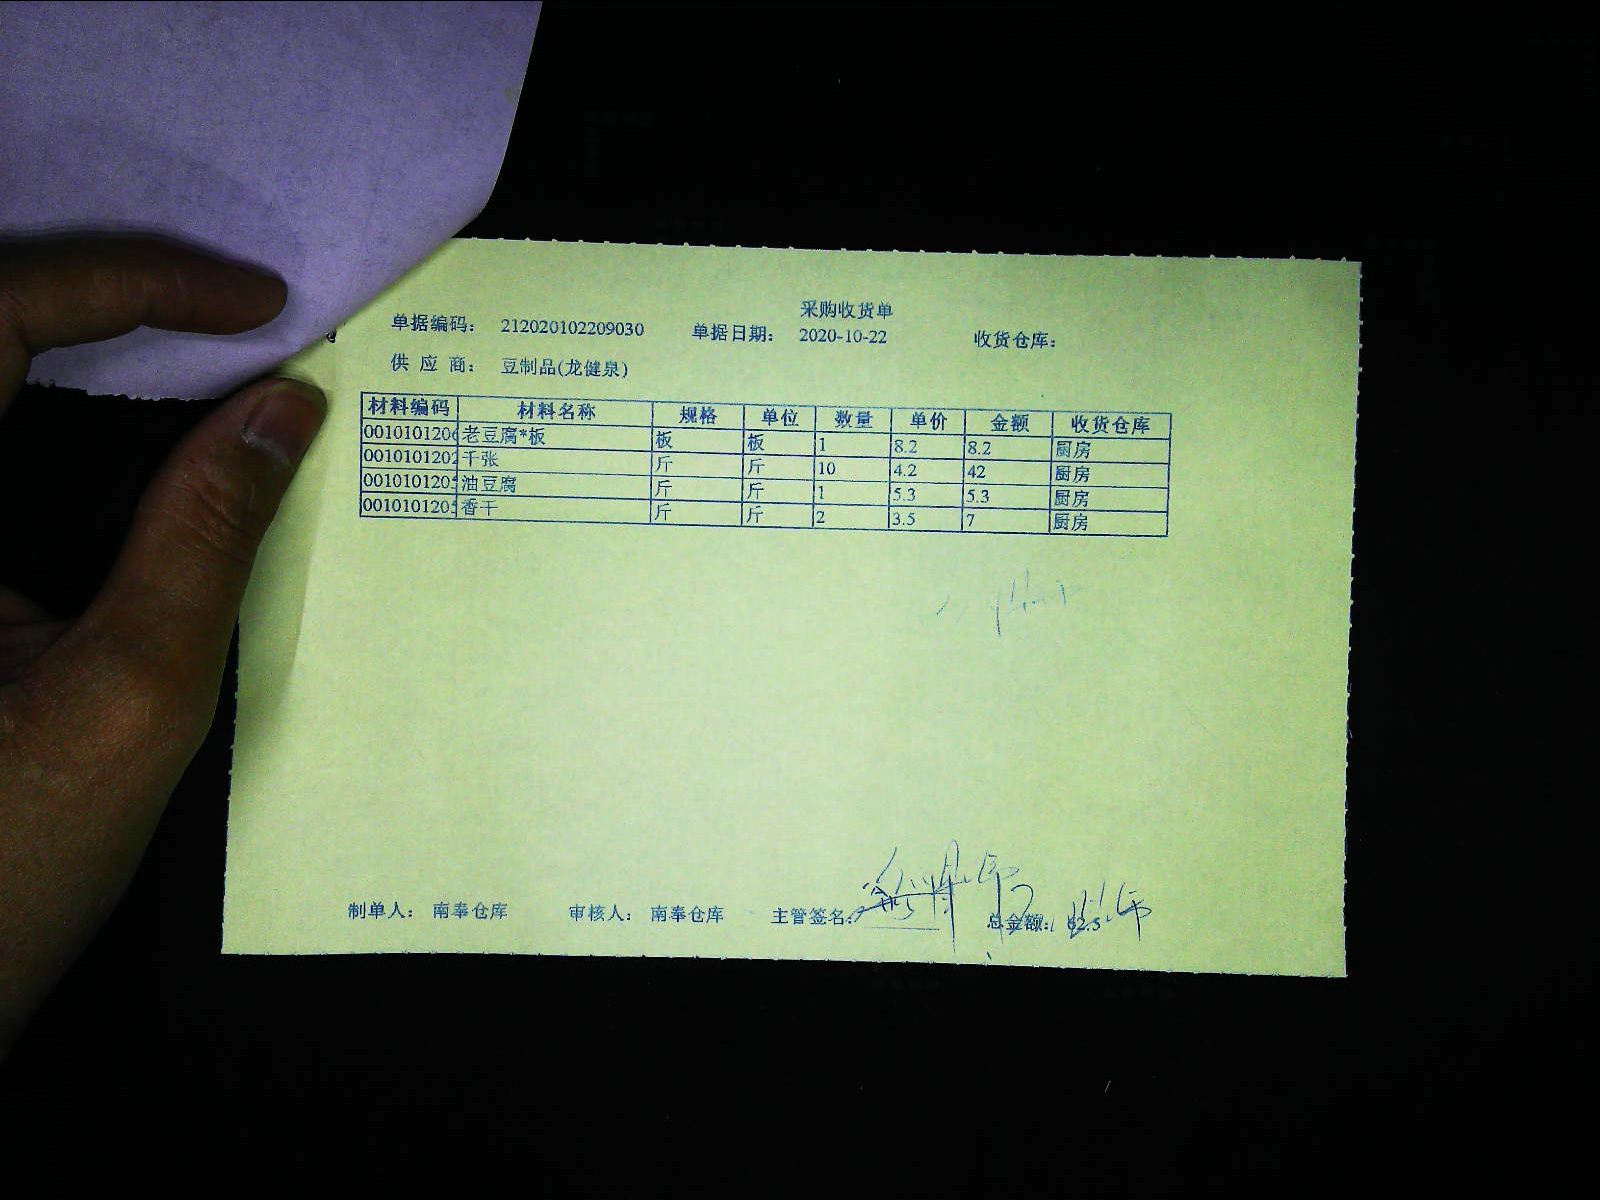 采购收货单
单据编码： 212020102209030 单据日期： 2020-10-22 收货仓库：
供 应 商： 豆制品(龙健泉)
材料编码 材料名称 规格 单位 数量 单价 金额 收货仓库
0010101206 老豆腐*板 板 板 1 8.2 8.2 厨房
0010101202 千张 斤 斤 10 4.2 42 厨房
001010120 油豆腐 斤 斤 1 5.3 5.3 厨房
001010120 香干 斤 斤 2 3.5 7 厨房
制单人： 南奉仓库 审核人： 南奉仓库 主管签名： 总金额： 62.5